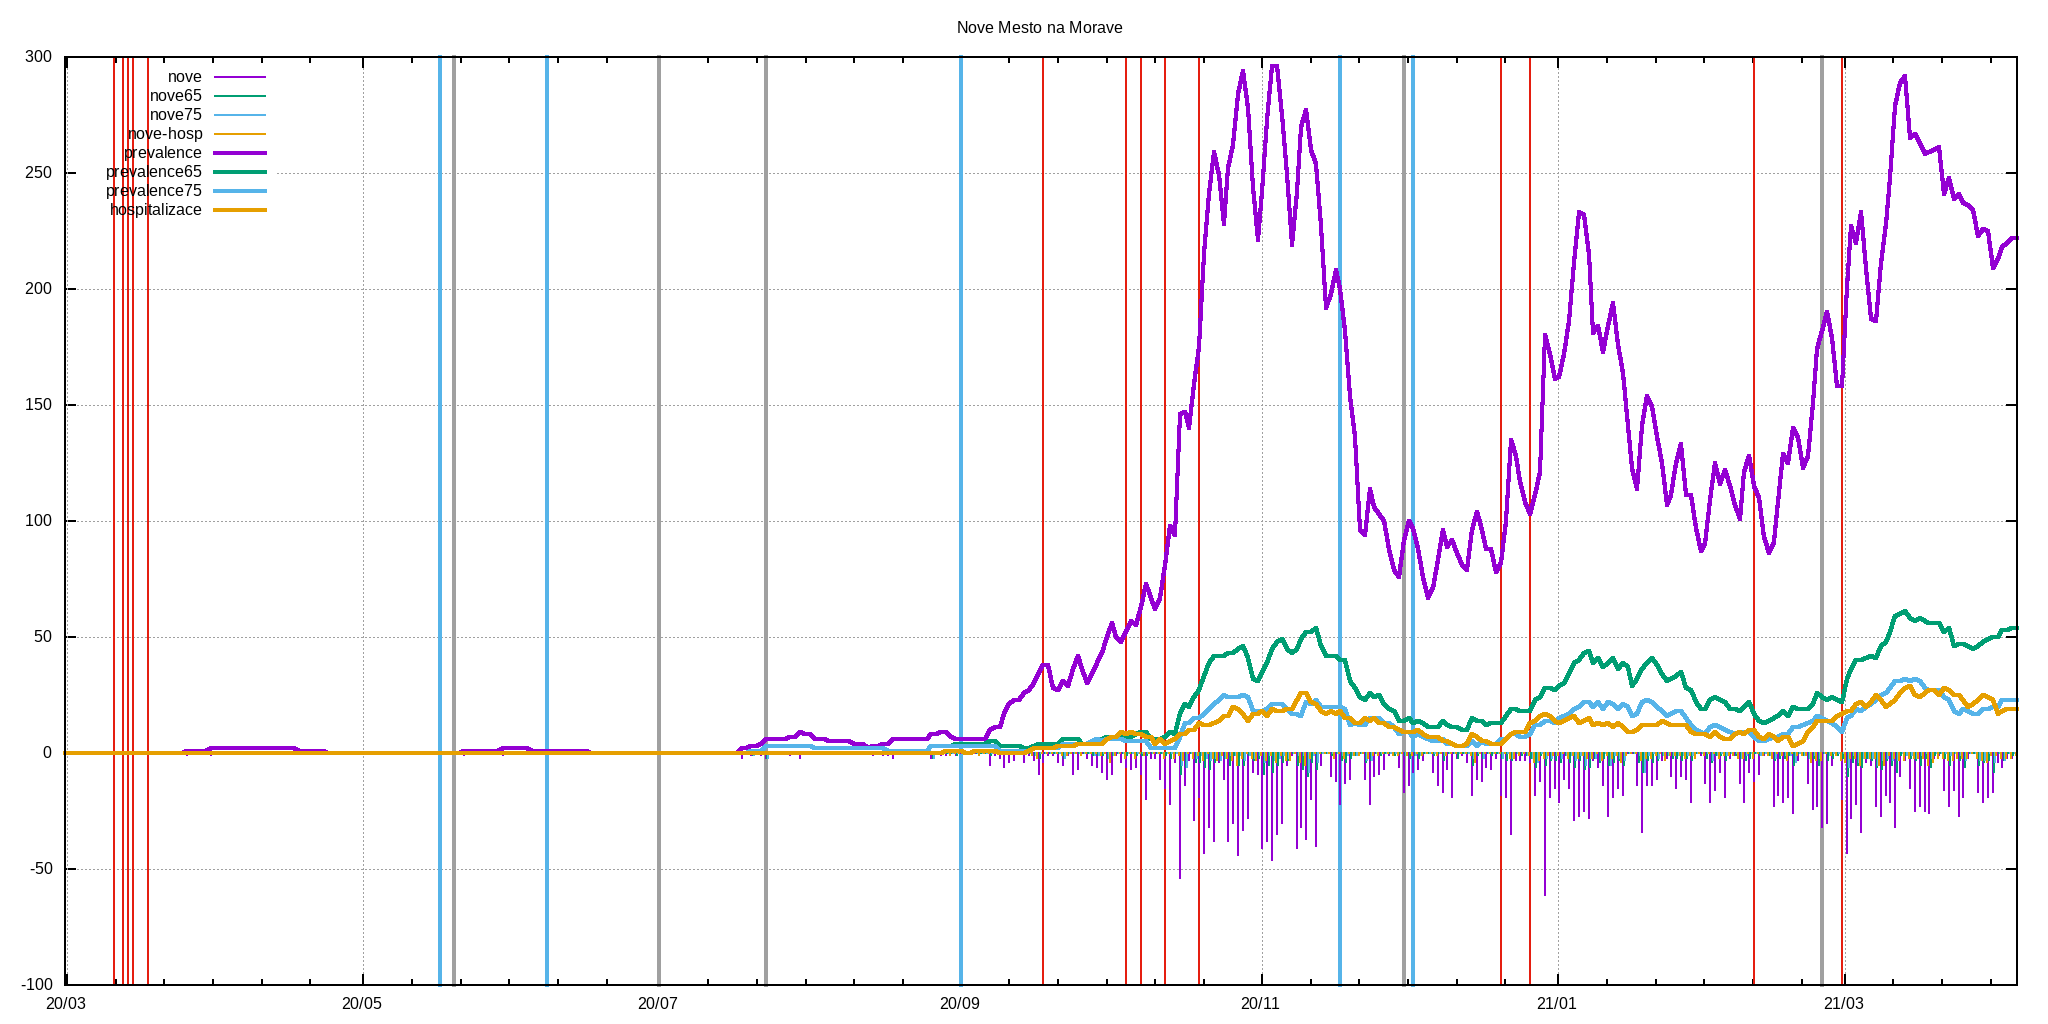 Nove Mesto na Morave
300
250
200
150
100
50
0
-50
-100
nove
nove65
nove75
nove-hosp
prevalence
prevalence65
prevalence75
hospitalizace
20/03 20/05 20/07 20/09 20/11 21/01 21/03